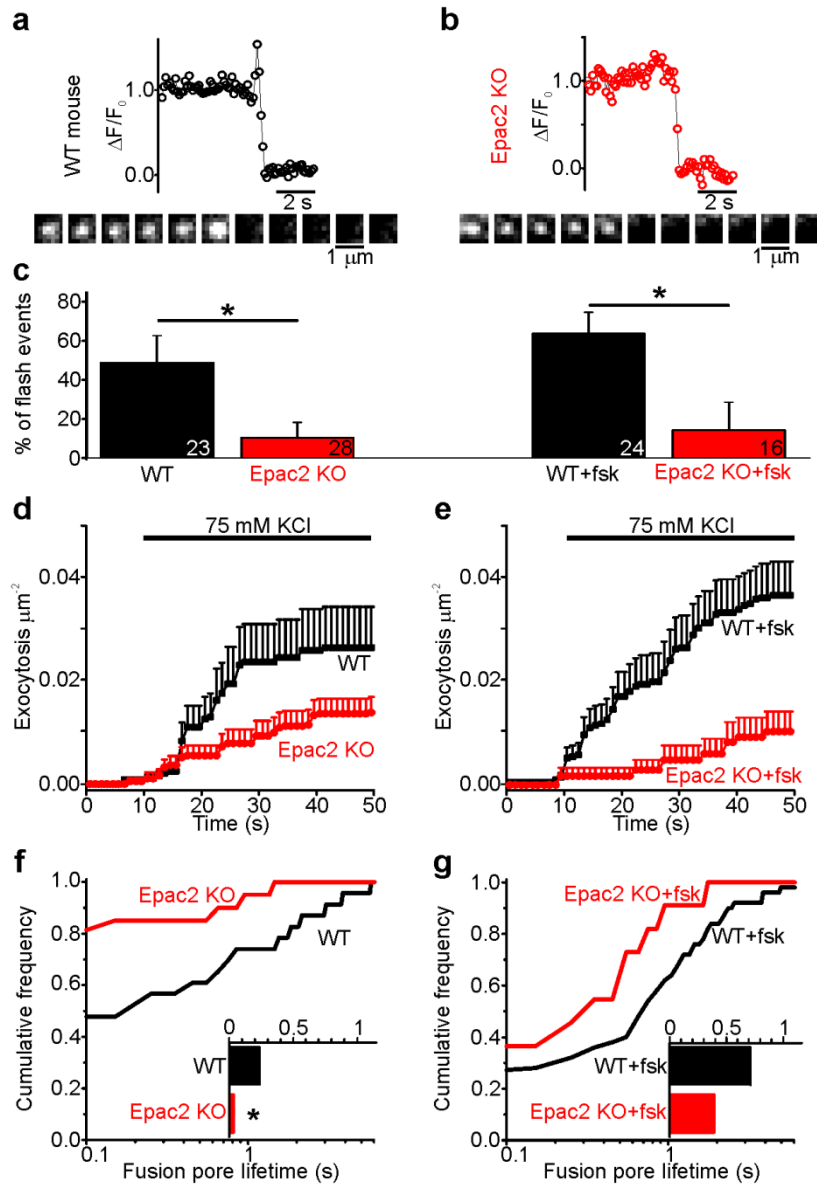 a
b
WT mouse
ΔF/F0
1.0
0.0
2 s
1 μm
Epac2 KO
ΔF/F0
1.0
0.0
2 s
1 μm
c
% of flash events
80
60
40
20
0
*
*
23
28
24
16
WT
Epac2 KO
WT+fsk
Epac2 KO+fsk
d
75 mM KCl
Exocytosis μm-2
0.04
0.02
0.00
WT
Epac2 KO
0 10 20 30 40 50
Time (s)
e
75 mM KCl
Exocytosis μm-2
0.04
0.02
0.00
WT+fsk
Epac2 KO+fsk
0 10 20 30 40 50
Time (s)
f
Cumulative frequency
1.0
0.8
0.6
0.4
0.2
0.0
Epac2 KO
WT
0 0.5 1
WT
Epac2 KO
*
0.1 1
Fusion pore lifetime (s)
g
Cumulative frequency
1.0
0.8
0.6
0.4
0.2
0.0
Epac2 KO+fsk
WT+fsk
0 0.5 1
WT+fsk
Epac2 KO+fsk
0.1 1
Fusion pore lifetime (s)